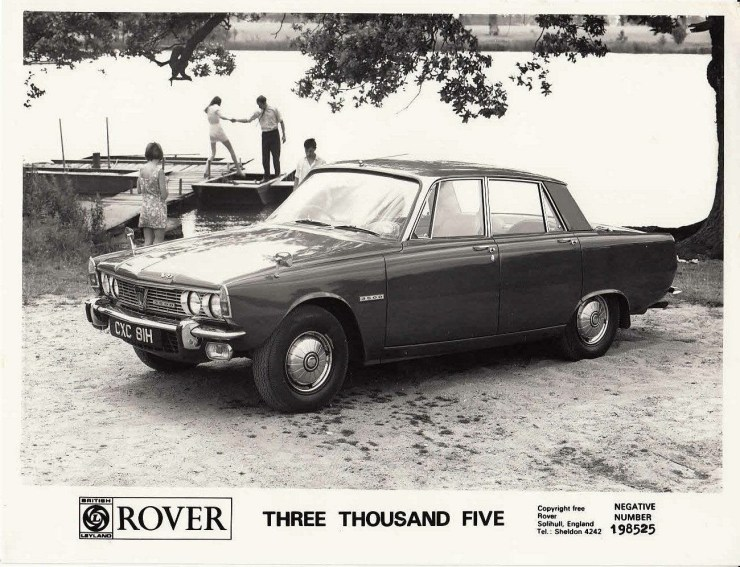 3500
CXC 81H
BRITISH
LEYLAND
ROVER
THREE THOUSAND FIVE
Copyright free
Rover
Solihull, England
Tel.: Sheldon 4242
NEGATIVE
NUMBER
198525